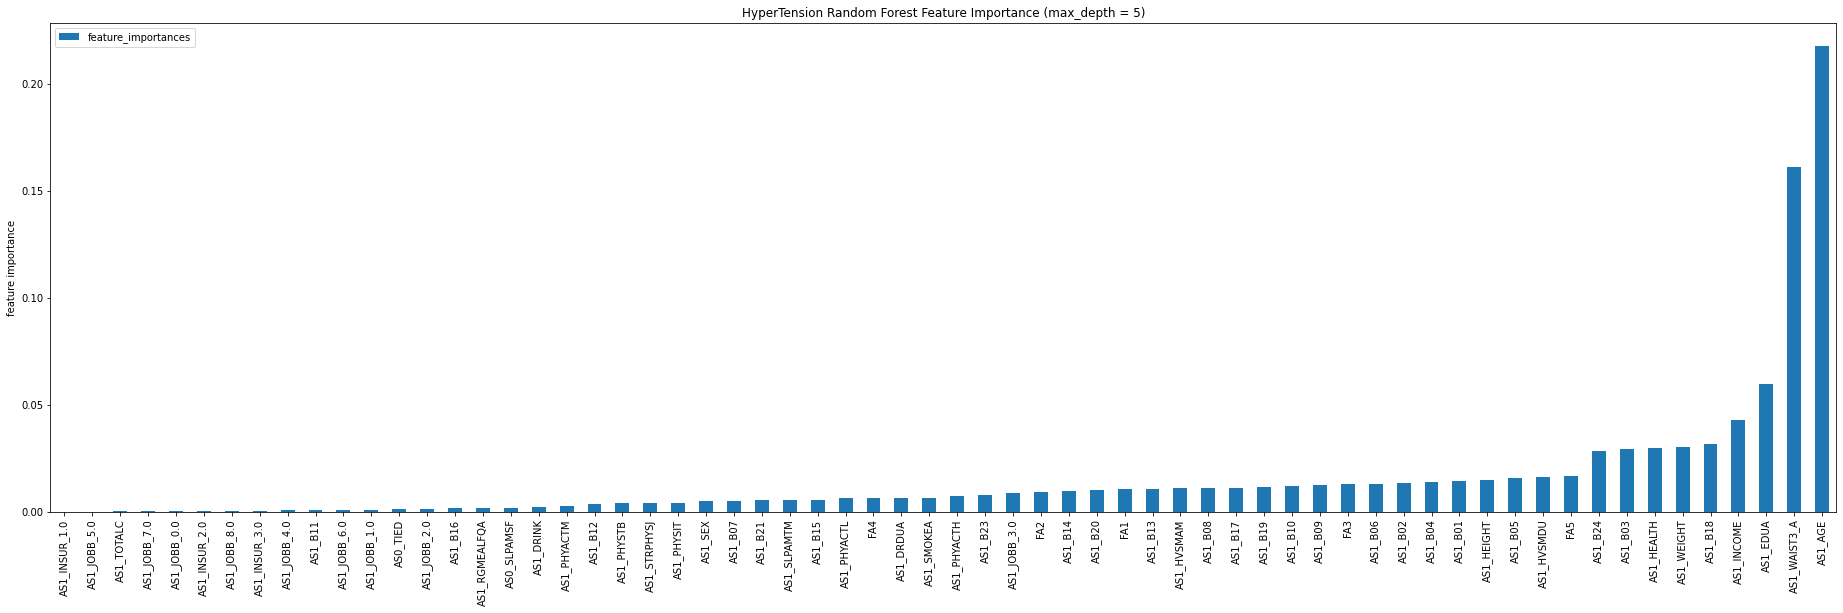 HyperTension Random Forest Feature Importance (max_depth = 5)
feature_importances
feature importance
0.20
0.15
0.10
0.05
0.00
AS1_INSUR_1.0
AS1_JOBB_5.0
AS1_TOTALC
AS1_JOBB_7.0
AS1_JOBB_0.0
AS1_INSUR_2.0
AS1_JOBB_8.0
AS1_INSUR_3.0
AS1_JOBB_4.0
AS1_B11
AS1_JOBB_6.0
AS1_JOBB_1.0
AS0_TIED
AS1_JOBB_2.0
AS1_B16
AS1_RGMEALFQA
AS0_SLPAMSF
AS1_DRINK
AS1_PHYACTM
AS1_B12
AS1_PHYSTB
AS1_STRPHYSJ
AS1_PHYSIT
AS1_SEX
AS1_B07
AS1_B21
AS1_SLPAMTM
AS1_B15
AS1_PHYACTL
FA4
AS1_DRDUA
AS1_SMOKEA
AS1_PHYACTH
AS1_B23
AS1_JOBB_3.0
FA2
AS1_B14
AS1_B20
FA1
AS1_B13
AS1_HVSMAM
AS1_B08
AS1_B17
AS1_B19
AS1_B10
AS1_B09
FA3
AS1_B06
AS1_B02
AS1_B04
AS1_B01
AS1_HEIGHT
AS1_B05
AS1_HVSMDU
FA5
AS1_B24
AS1_B03
AS1_HEALTH
AS1_WEIGHT
AS1_B18
AS1_INCOME
AS1_EDUA
AS1_WAIST3_A
AS1_AGE